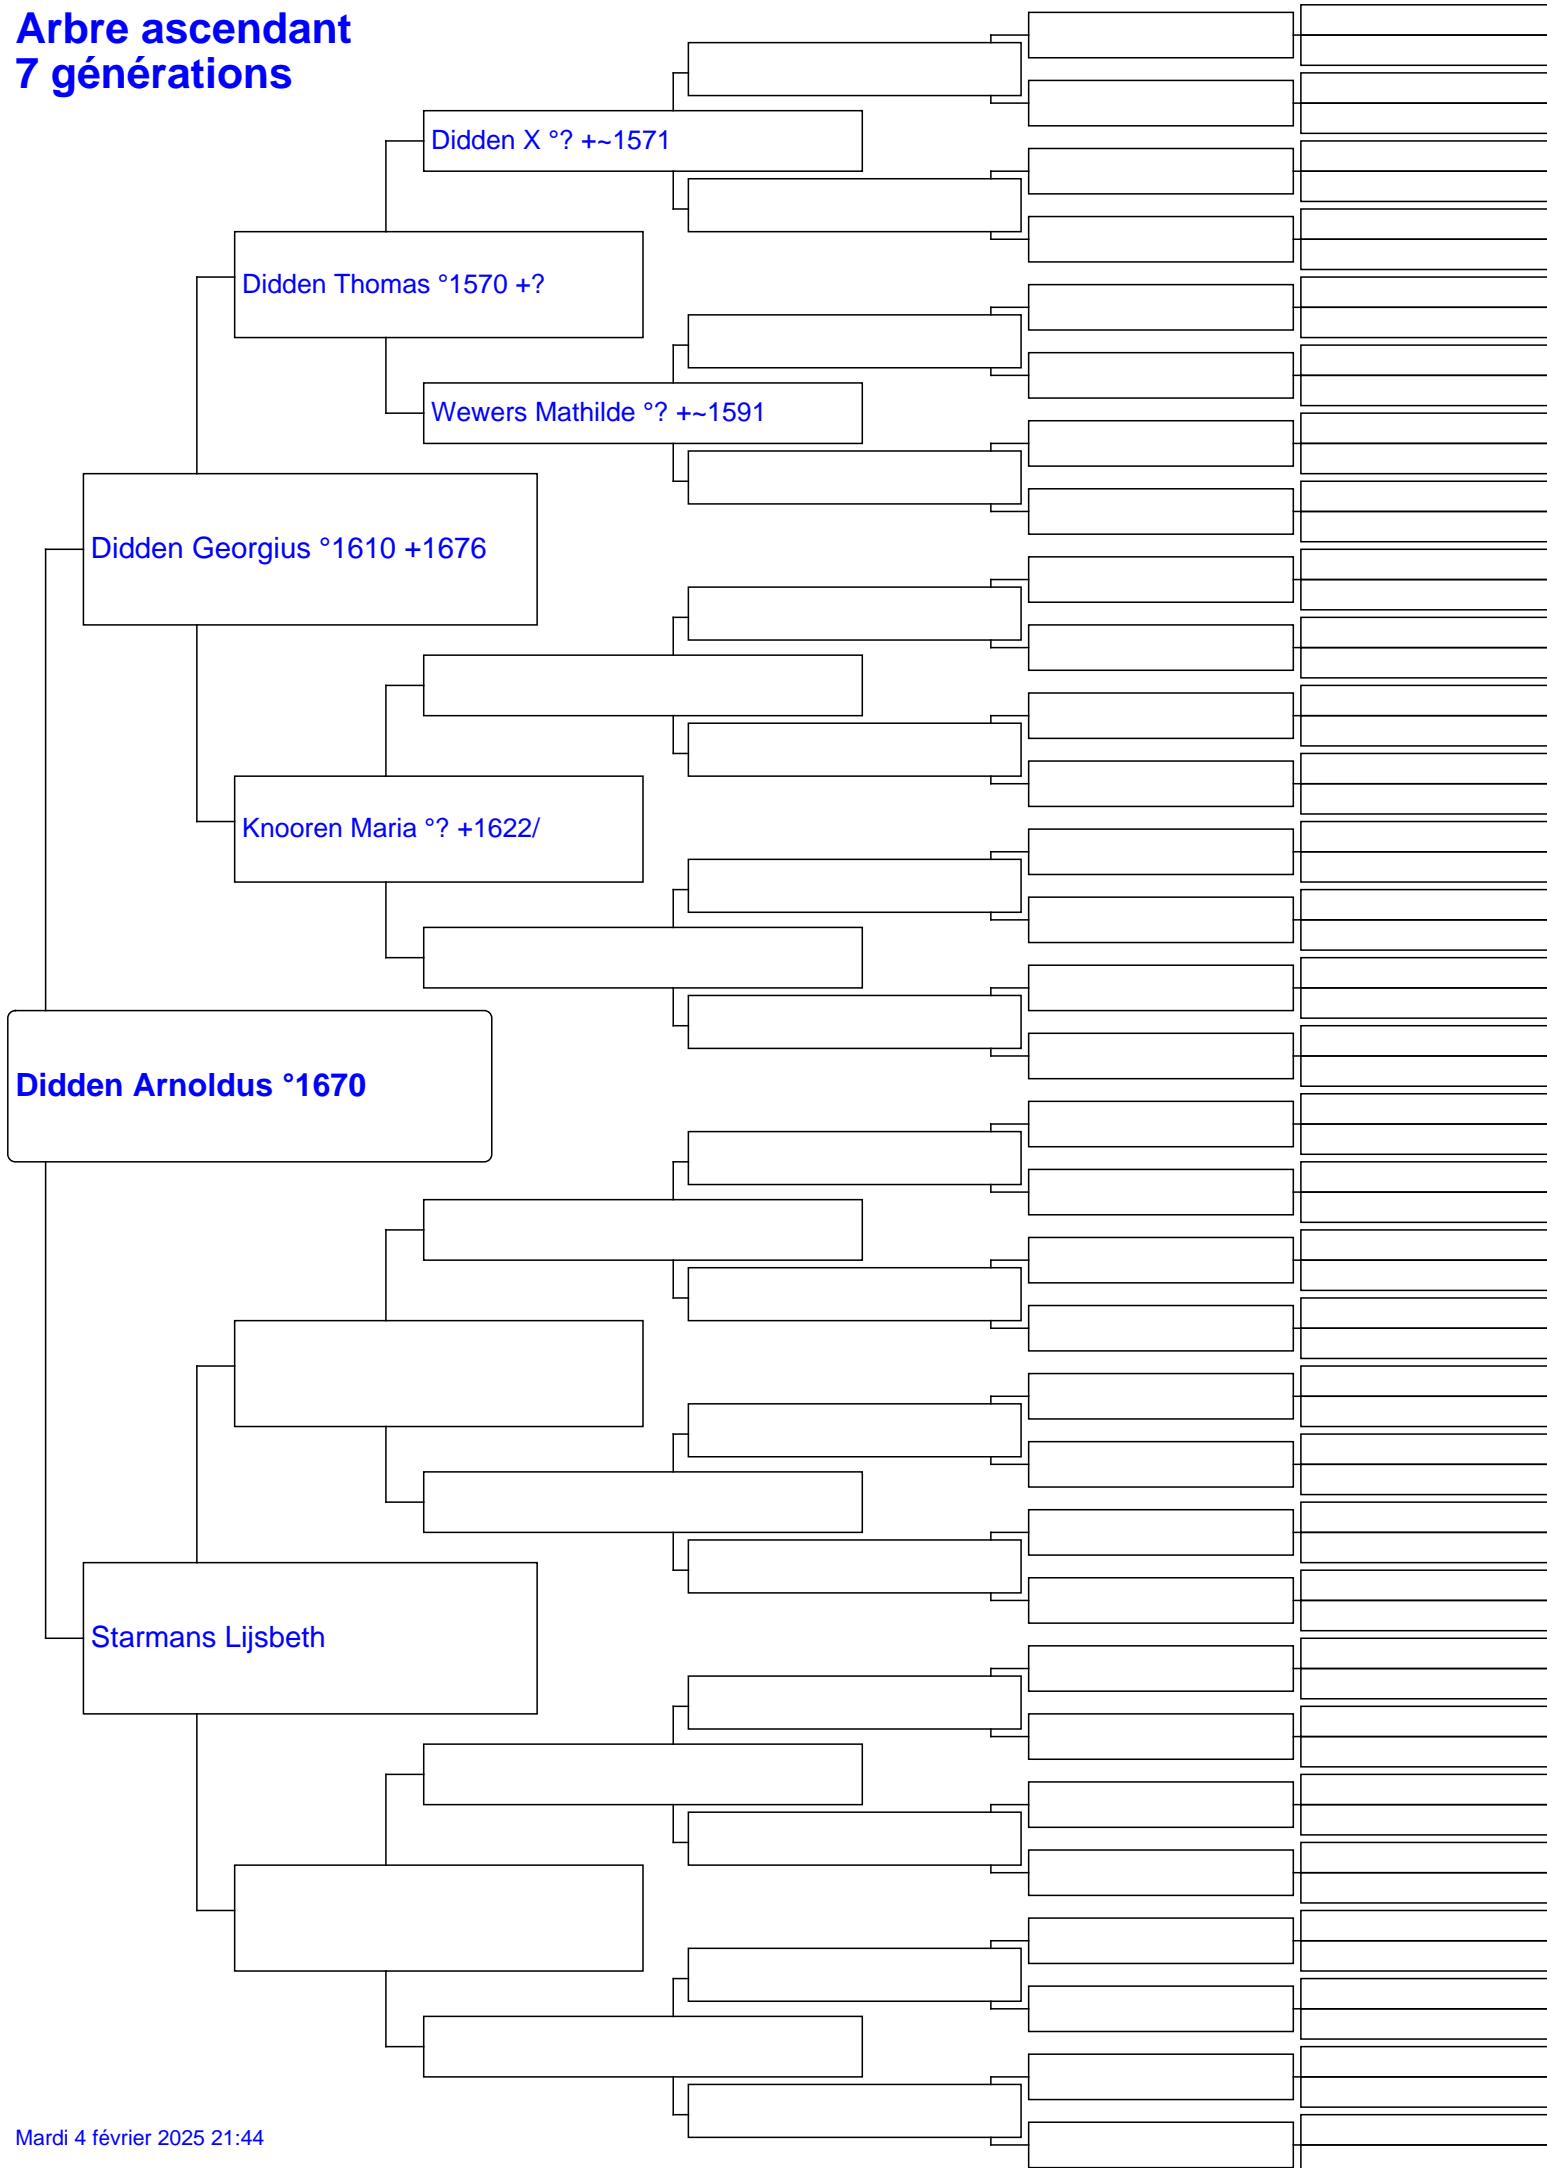 Arbre ascendant
7 générations
Didden X °? +~1571
Didden Thomas °1570 +?
Wewers Mathilde °? +~1591
Didden Georgius °1610 +1676
Knooren Maria °? +1622/
Didden Arnoldus °1670
Starmans Lijsbeth
Mardi 4 février 2025 21:44